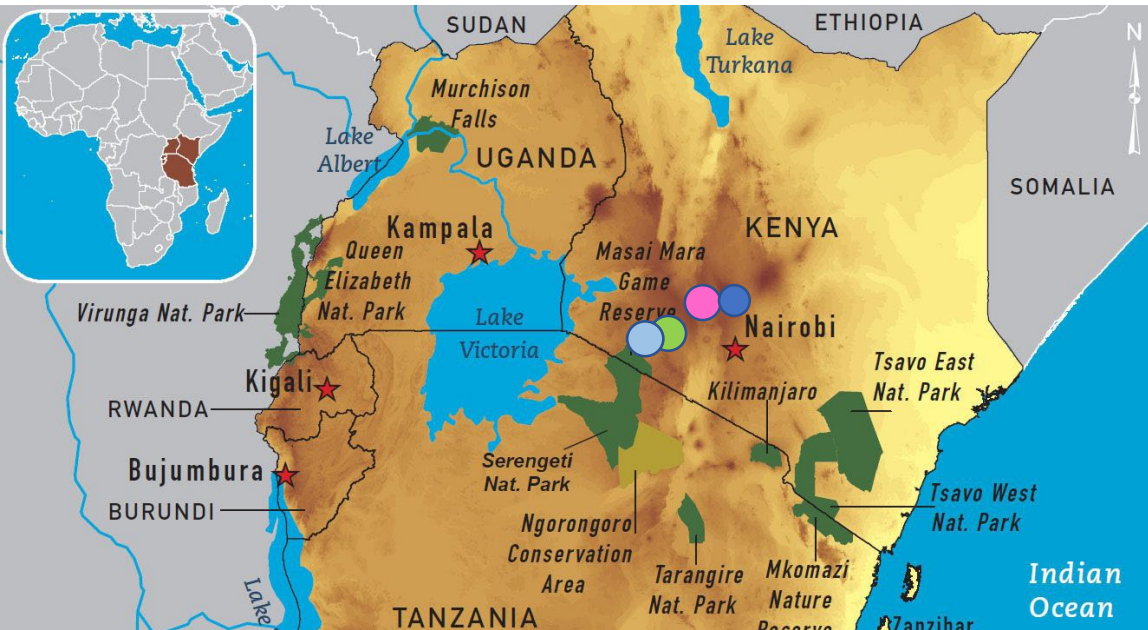 SUDAN
ETHIOPIA
N
Lake
Turkana
Murchison
Falls
Lake
Albert
UGANDA
SOMALIA
Kampala
KENYA
Masai Mara
Game
Reserve
Queen
Elizabeth
Nat. Park
Virunga Nat. Park
Lake
Victoria
Nairobi
Kigali
RWANDA
Kilimanjaro
Tsavo East
Nat. Park
Bujumbura
BURUNDI
Serengeti
Nat. Park
Tsavo West
Nat. Park
Ngorongoro
Conservation
Area
Tarangire
Nat. Park
Mkomazi
Nature
Reserve
Indian
Ocean
Lake
TANZANIA
Zanzibar